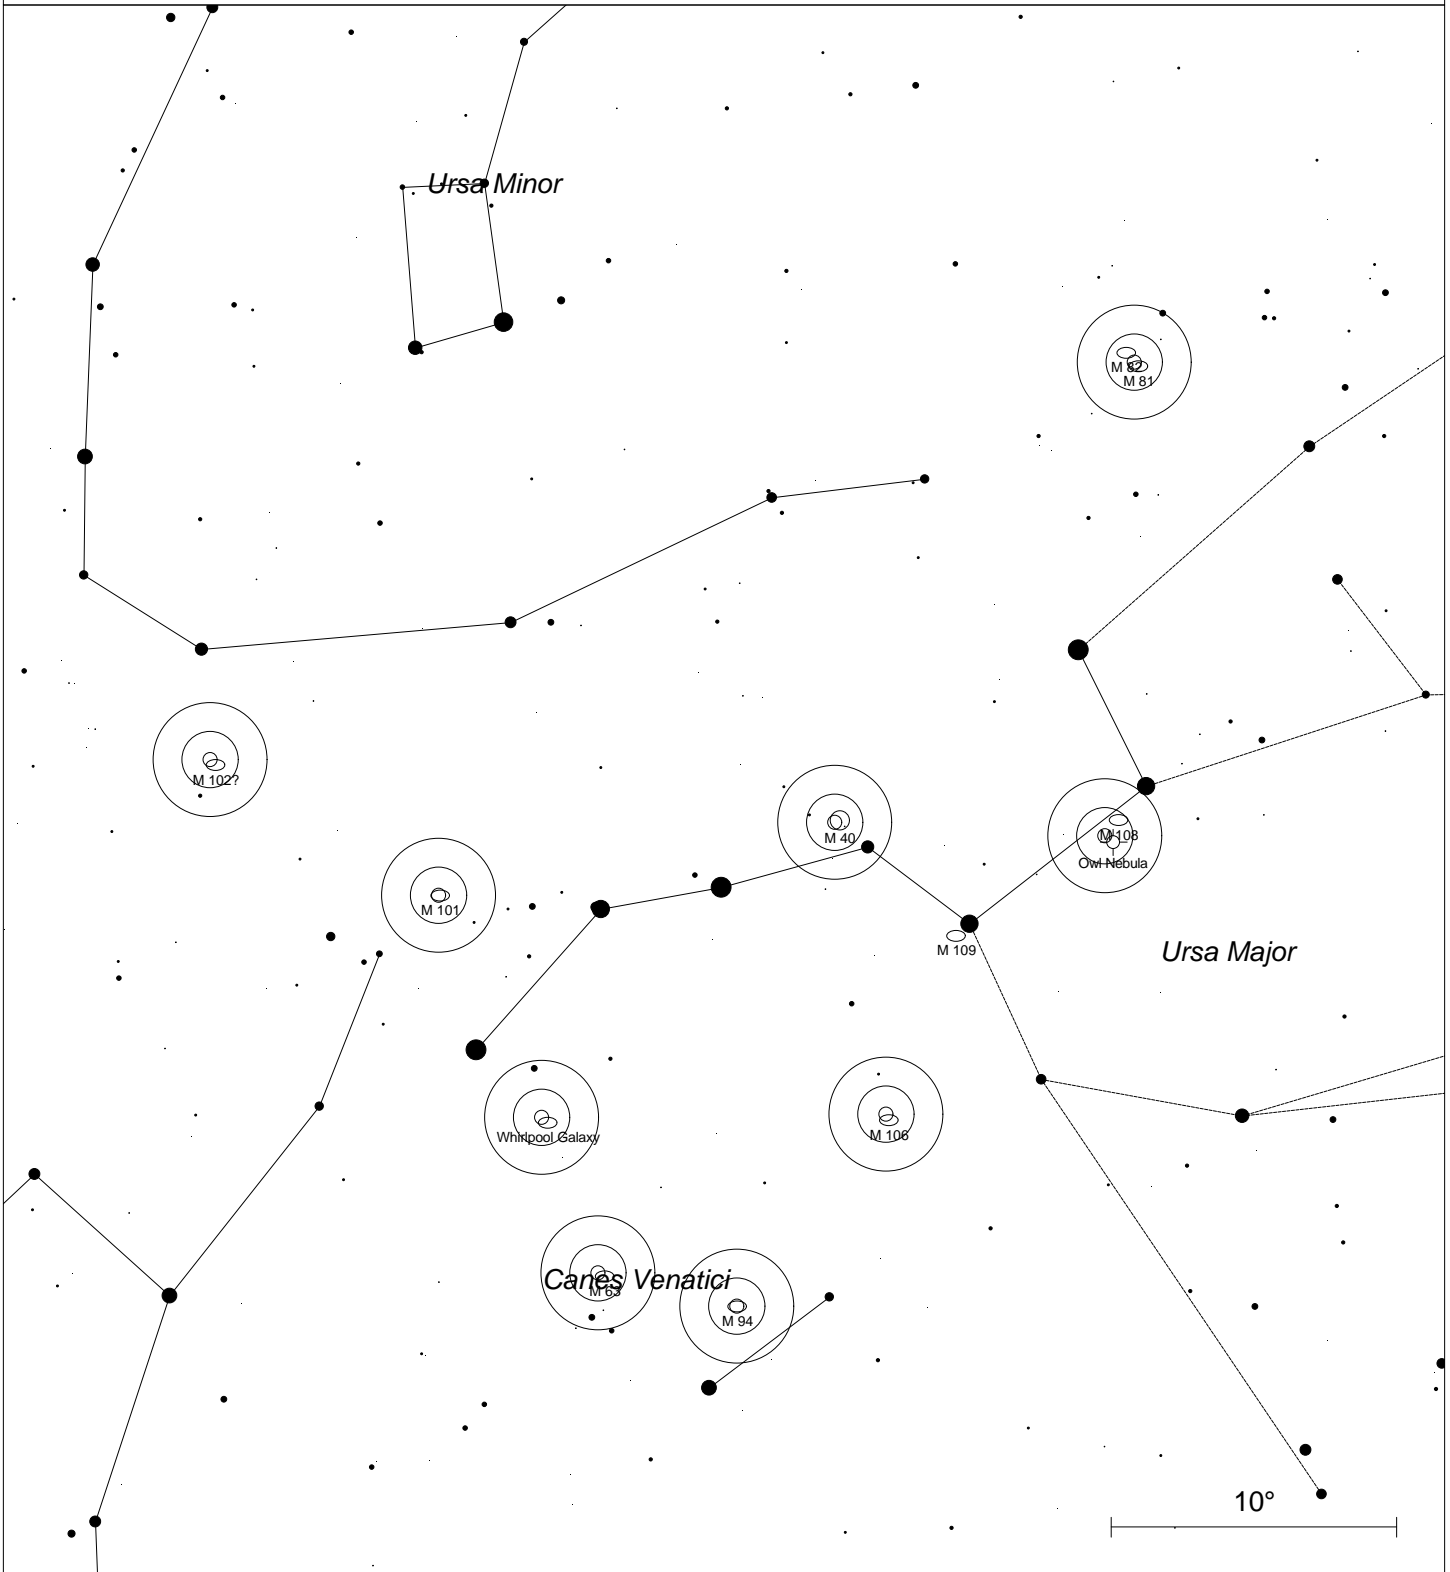 Ursa Minor
M 82
M 81
M 102?
M 40
M 108
Owl Nebula
M 101
M 109
Ursa Major
Whirlpool Galaxy
M 106
Canes Venatici
M 63
M 94
10°